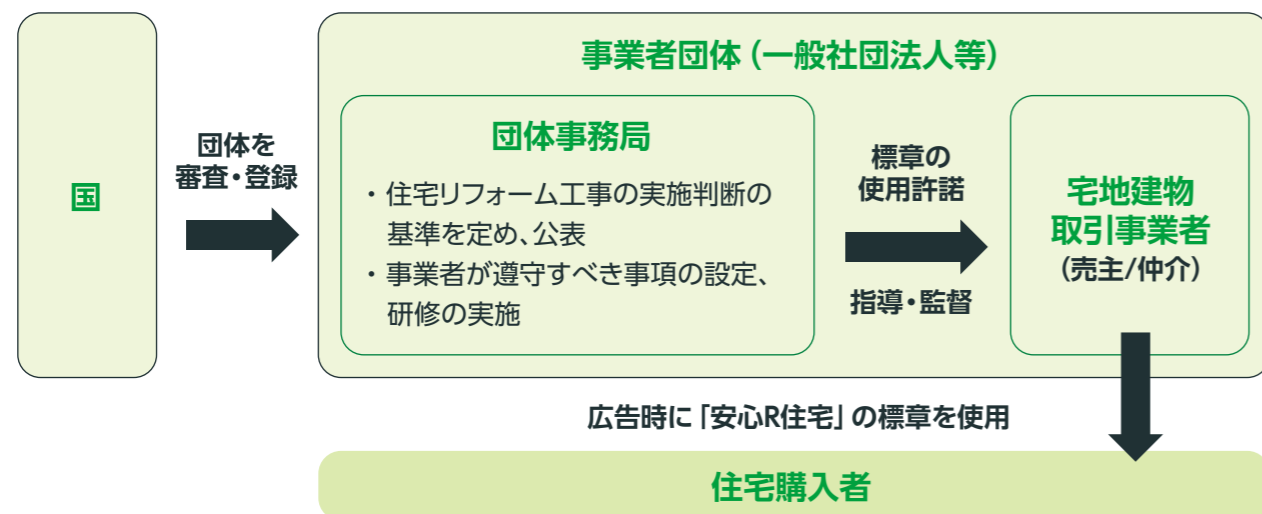 事業者団体(一般社団法人等)
国
団体を
審査・登録
団体事務局
・住宅リフォーム工事の実施判断の
基準を定め、公表
・事業者が遵守すべき事項の設定、
研修の実施
標章の
使用許諾
指導・監督
宅地建物
取引事業者
(売主/仲介)
広告時に「安心R住宅」の標章を使用
住宅購入者